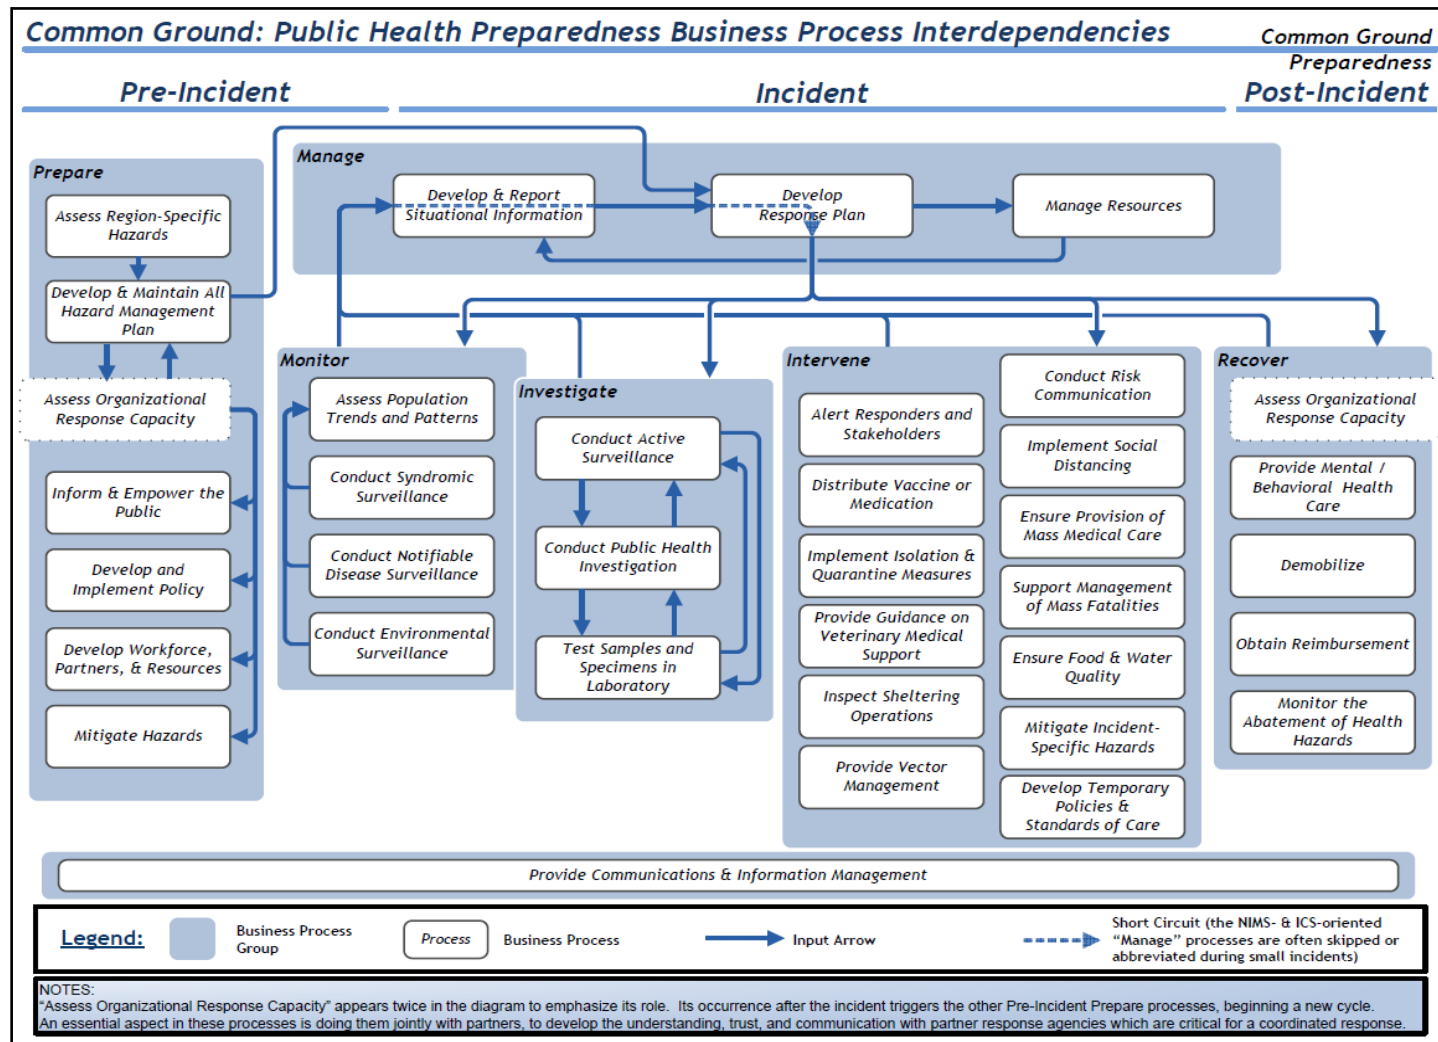 Common Ground: Public Health Preparedness Business Process Interdependencies
Common Ground
Preparedness
Pre-Incident
Incident
Post-Incident
Prepare
Assess Region-Specific
Hazards
Develop & Maintain All
Hazard Management
Plan
Assess Organizational
Response Capacity
Inform & Empower the
Public
Develop and
Implement Policy
Develop Workforce,
Partners, & Resources
Mitigate Hazards
Manage
Develop & Report
Situational Information
Develop
Response Plan
Manage Resources
Monitor
Assess Population
Trends and Patterns
Conduct Syndromic
Surveillance
Conduct Notifiable
Disease Surveillance
Conduct Environmental
Surveillance
Investigate
Conduct Active
Surveillance
Conduct Public Health
Investigation
Test Samples and
Specimens in
Laboratory
Intervene
Alert Responders and
Stakeholders
Distribute Vaccine or
Medication
Implement Isolation &
Quarantine Measures
Provide Guidance on
Veterinary Medical
Support
Inspect Sheltering
Operations
Provide Vector
Management
Conduct Risk
Communication
Implement Social
Distancing
Ensure Provision of
Mass Medical Care
Support Management
of Mass Fatalities
Ensure Food & Water
Quality
Mitigate Incident-
Specific Hazards
Develop Temporary
Policies &
Standards of Care
Recover
Assess Organizational
Response Capacity
Provide Mental /
Behavioral Health
Care
Demobilize
Obtain Reimbursement
Monitor the
Abatement of Health
Hazards
Provide Communications & Information Management
Legend:
Business Process
Group
Process
Business Process
Input Arrow
Short Circuit (the NIMS- & ICS-oriented
"Manage" processes are often skipped or
abbreviated during small incidents)
NOTES:
"Assess Organizational Response Capacity" appears twice in the diagram to emphasize its role. Its occurrence after the incident triggers the other Pre-Incident Prepare processes, beginning a new cycle.
An essential aspect in these processes is doing them jointly with partners, to develop the understanding, trust, and communication with partner response agencies which are critical for a coordinated response.